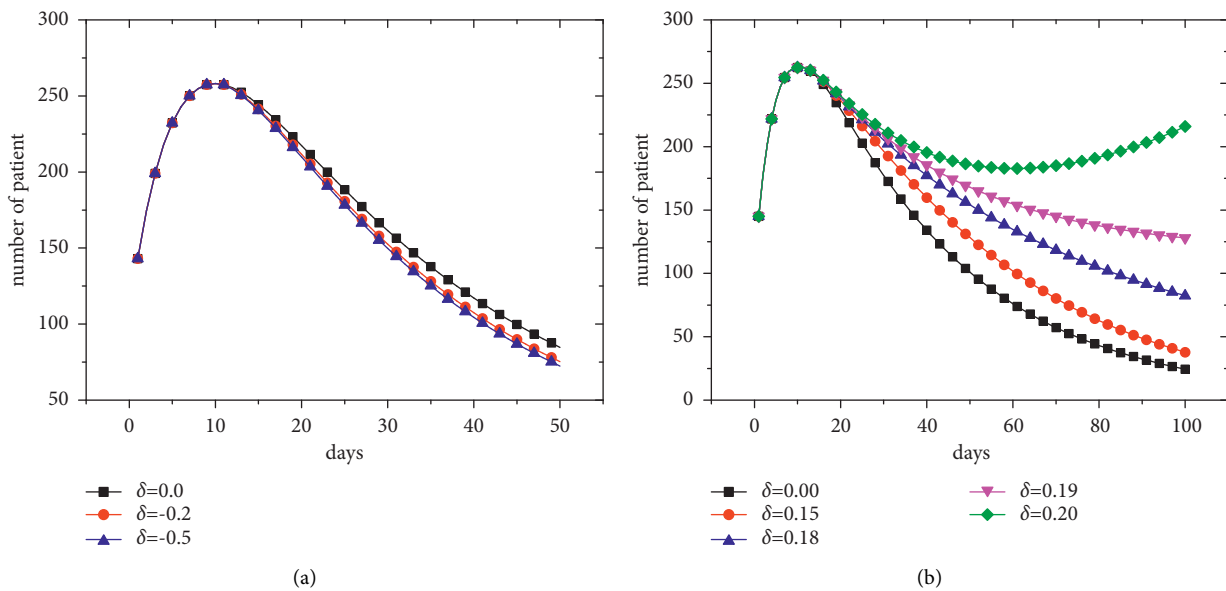 300
250
200
150
100
50
number of patient
0
10
20
30
40
50
days
δ=0.0
δ=-0.2
δ=-0.5
(a)
300
250
200
150
100
50
0
number of patient
0
20
40
60
80
100
days
δ=0.00
δ=0.15
δ=0.18
δ=0.19
δ=0.20
(b)